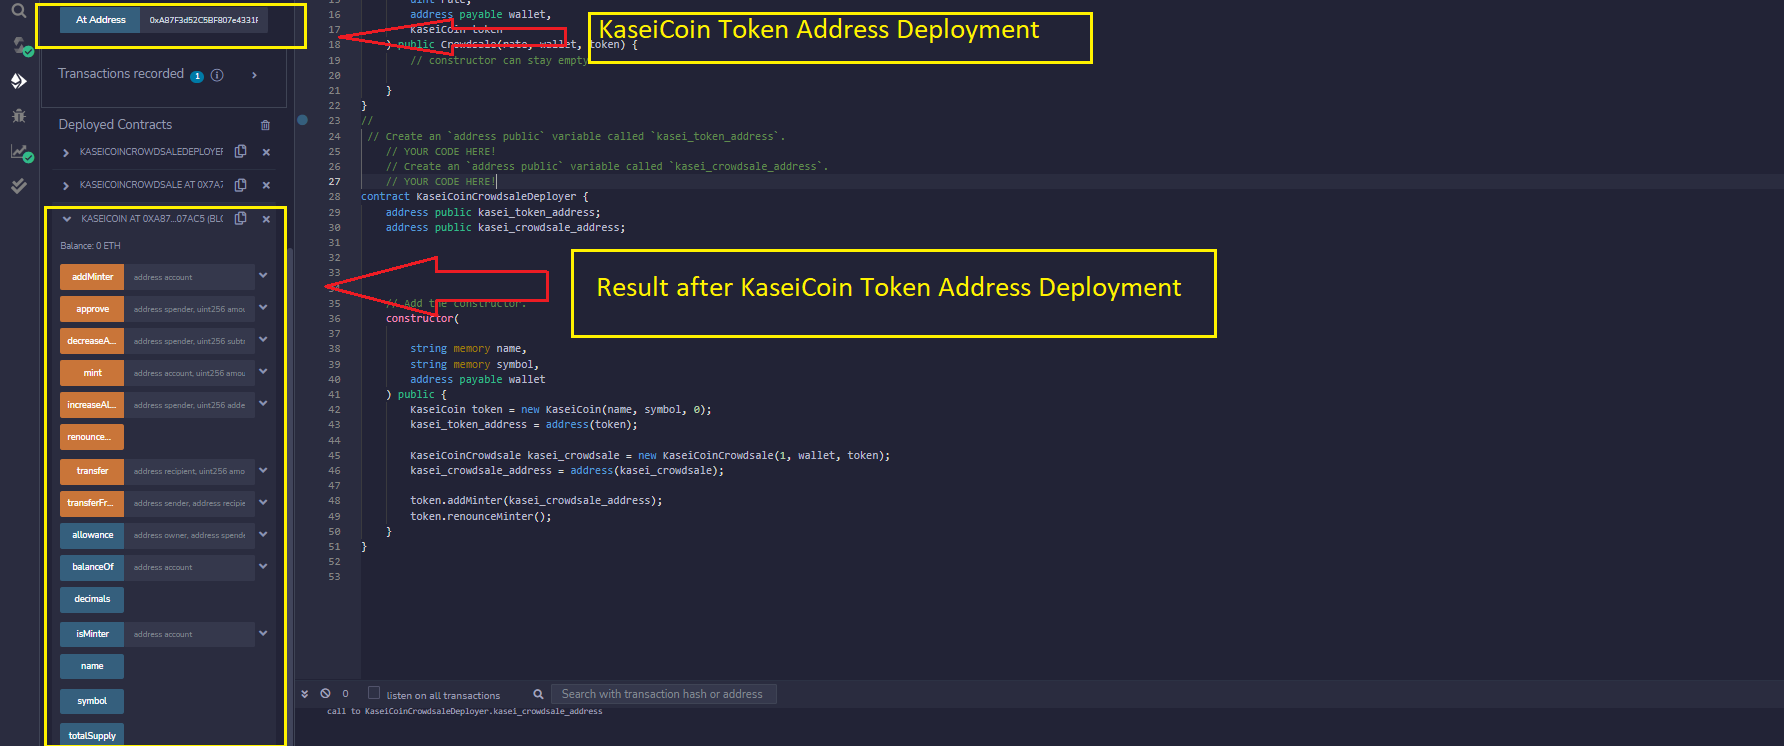 At Address 0xA87F3d52C5BF807e4331F
Transactions recorded 1
Deployed Contracts
KASEICOINCROWDSALEDEPLOYER
KASEICOINCROWDSALE AT 0X7A7
KASEICOIN AT 0XA87...07AC5 (BLO
Balance: 0 ETH
addMinter address account
approve address spender, uint256 amou
decreaseA... address spender, uint256 subtr
mint address account, uint256 amou
increaseAl... address spender, uint256 adde
renounce...
transfer address recipient, uint256 amo
transferFr... address sender, address recipie
allowance address owner, address spende
balanceOf address account
decimals
isMinter address account
name
symbol
totalSupply
KaseiCoin Token Address Deployment
Result after KaseiCoin Token Address Deployment
15 uint rate,
16 address payable wallet,
17 KaseiCoin token
18 ) public Crowdsale(rate, wallet, token) {
19 // constructor can stay empty
20
21 }
22 }
23 //
24 // Create an `address public` variable called `kasei_token_address`.
25 // YOUR CODE HERE!
26 // Create an `address public` variable called `kasei_crowdsale_address`.
27 // YOUR CODE HERE!
28 contract KaseiCoinCrowdsaleDeployer {
29 address public kasei_token_address;
30 address public kasei_crowdsale_address;
31
32
33
35 // Add the constructor.
36 constructor(
37
38 string memory name,
39 string memory symbol,
40 address payable wallet
41 ) public {
42 KaseiCoin token = new KaseiCoin(name, symbol, 0);
43 kasei_token_address = address(token);
44
45 KaseiCoinCrowdsale kasei_crowdsale = new KaseiCoinCrowdsale(1, wallet, token);
46 kasei_crowdsale_address = address(kasei_crowdsale);
47
48 token.addMinter(kasei_crowdsale_address);
49 token.renounceMinter();
50 }
51 }
52
53
0 listen on all transactions Search with transaction hash or address
call to KaseiCoinCrowdsaleDeployer.kasei_crowdsale_address